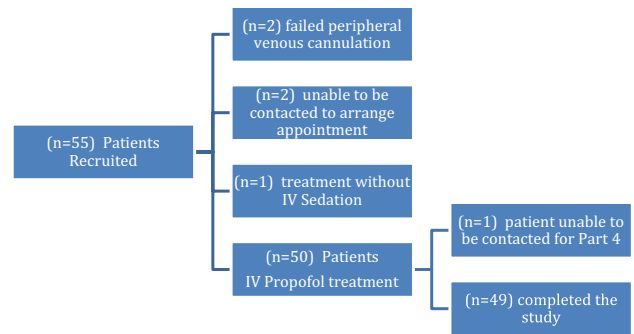 (n=55) Patients
Recruited
(n=2) failed peripheral
venous cannulation
(n=2) unable to be
contacted to arrange
appointment
(n=1) treatment without
IV Sedation
(n=50) Patients
IV Propofol treatment
(n=1) patient unable to
be contacted for Part 4
(n=49) completed the
study